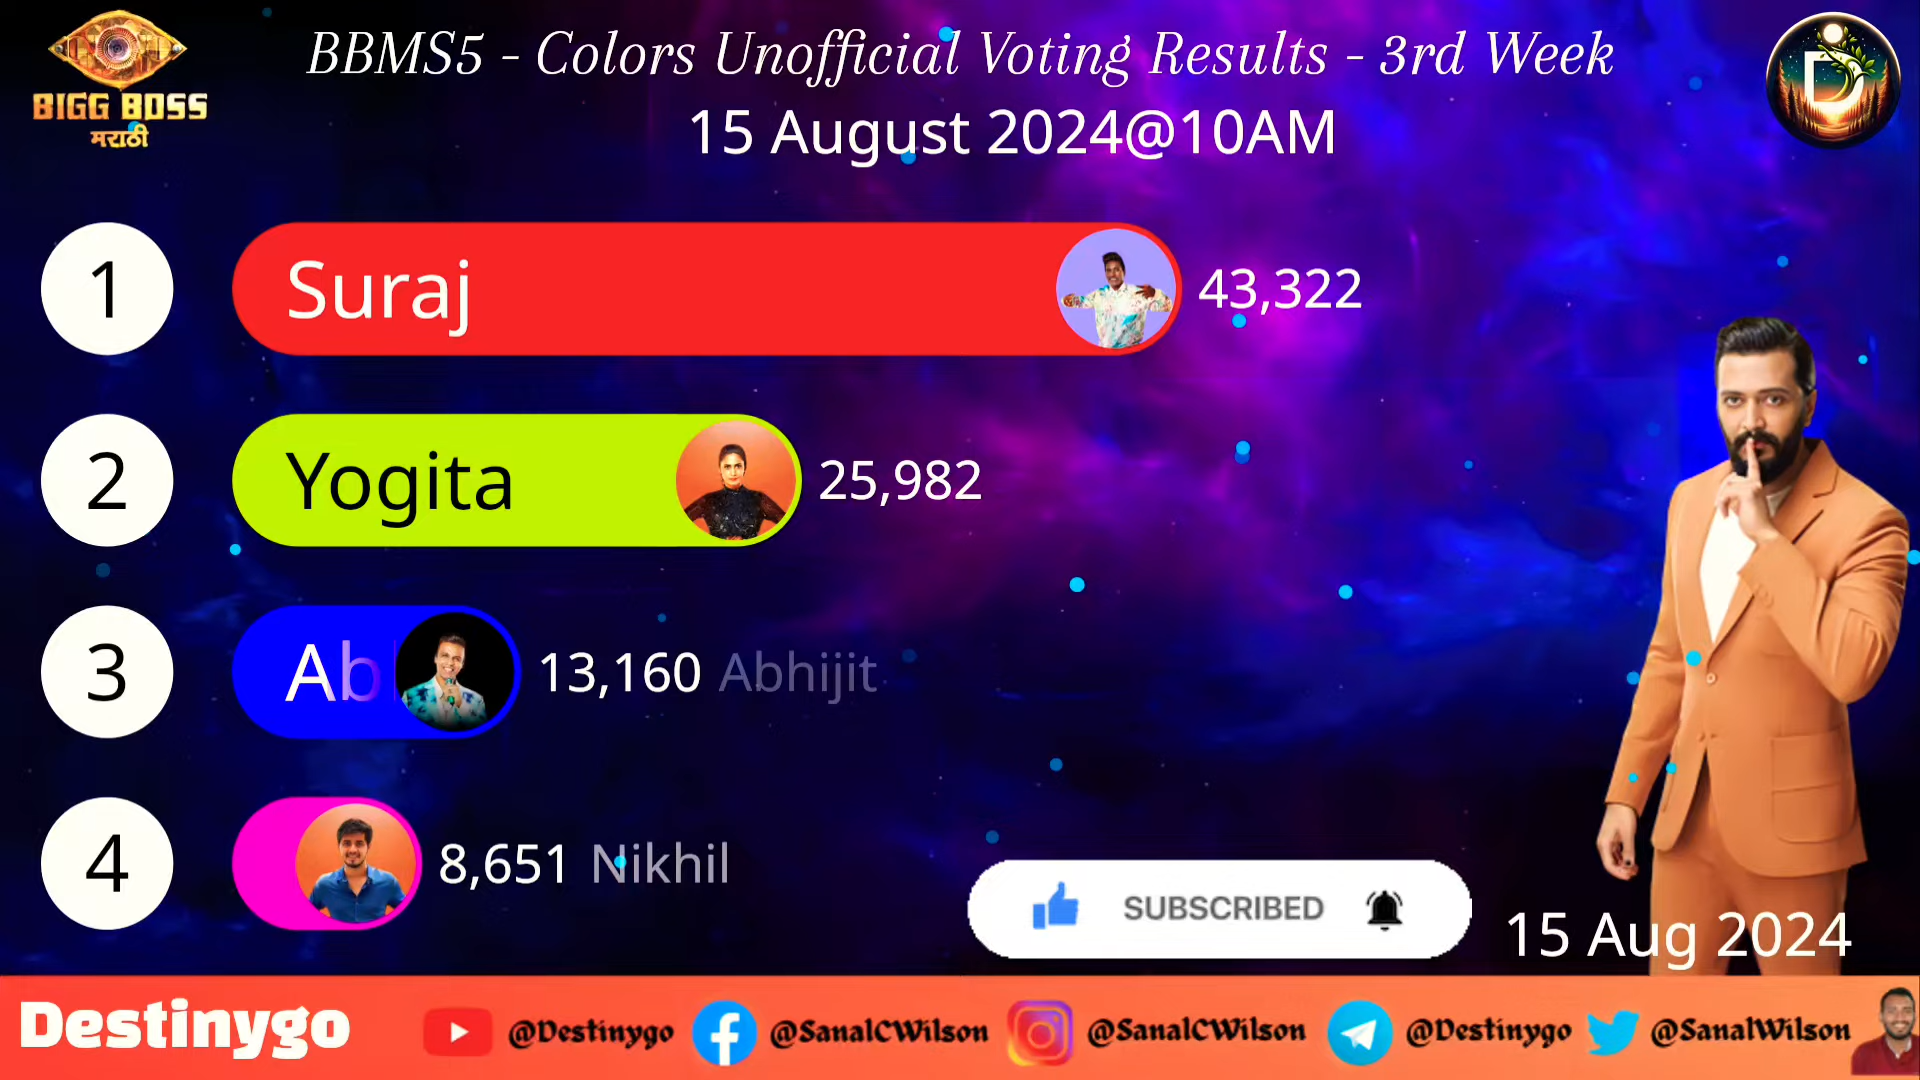 BBMS5 - Colors Unofficial Voting Results - 3rd Week
15 August 2024@10AM
BIGG BOSS
मराठी
D
1
Suraj
43,322
2
Yogita
25,982
3
Ab
13,160 Abhijit
4
8,651 Nikhil
SUBSCRIBED
15 Aug 2024
Destinygo
@Destinygo
@SanalCWilson
@SanalCWilson
@Destinygo
@SanalWilson